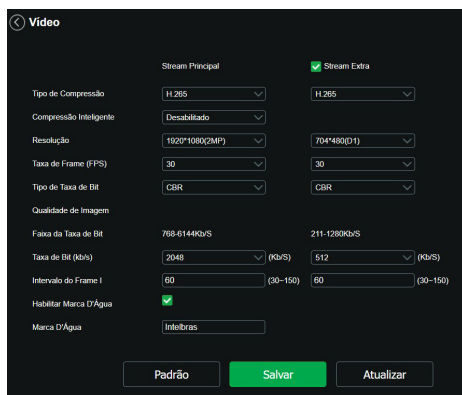 Vídeo
Stream Principal Stream Extra
Tipo de Compressão H.265 H.265
Compressão Inteligente Desabilitado
Resolução 1920*1080(2MP) 704*480(D1)
Taxa de Frame (FPS) 30 30
Tipo de Taxa de Bit CBR CBR
Qualidade de Imagem
Faixa da Taxa de Bit 768-6144Kb/S 211-1280Kb/S
Taxa de Bit (kb/s) 2048 (Kb/S) 512 (Kb/S)
Intervalo do Frame I 60 (30~150) 60 (30~150)
Habilitar Marca D'Água
Marca D'Água Intelbras
Padrão Salvar Atualizar